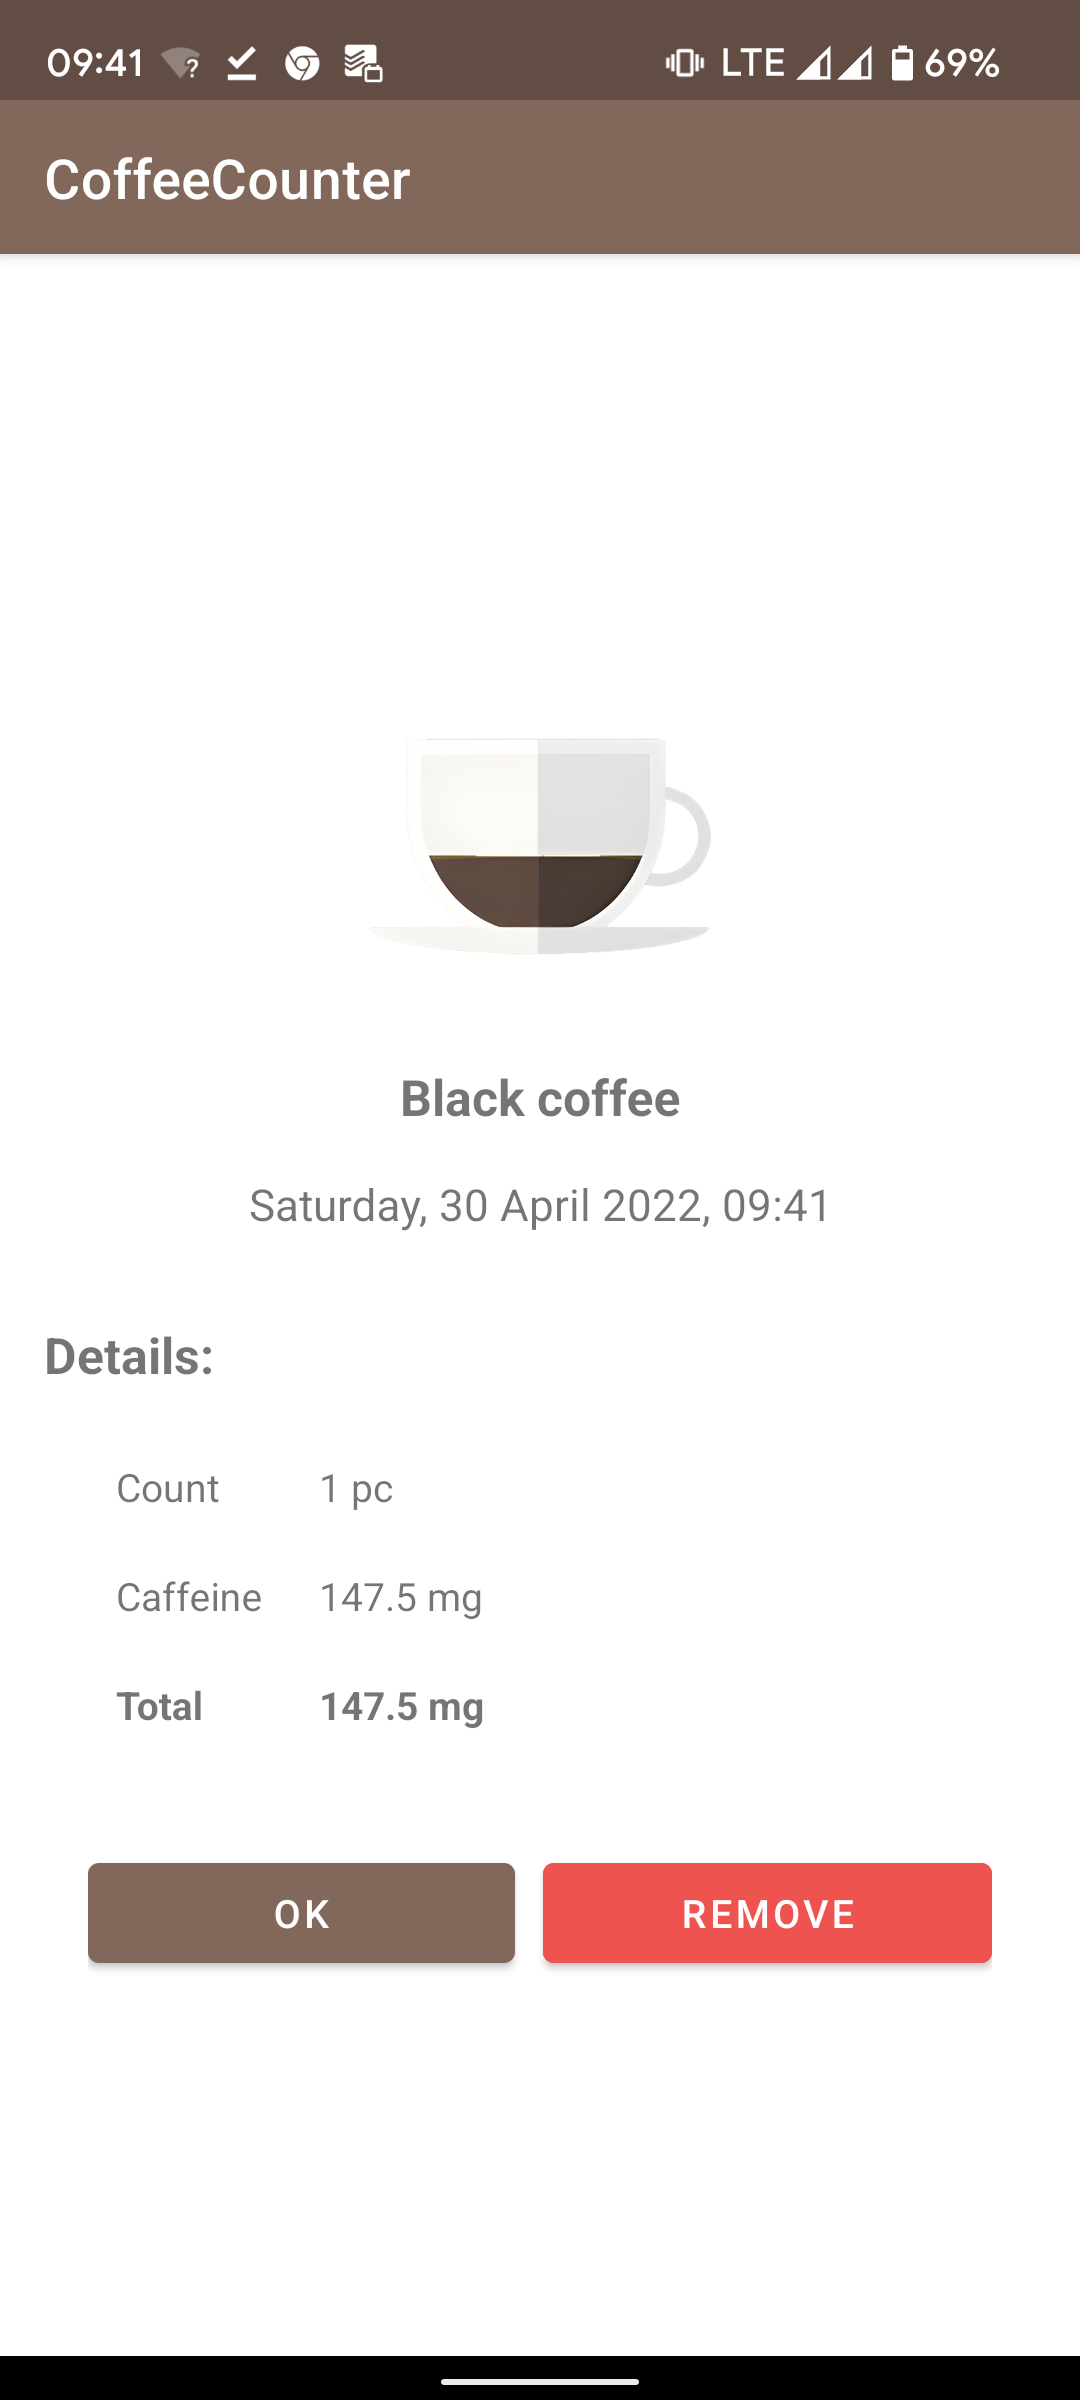 09:41 LTE 69%
CoffeeCounter
Black coffee
Saturday, 30 April 2022, 09:41
Details:
Count 1 pc
Caffeine 147.5 mg
Total 147.5 mg
OK REMOVE